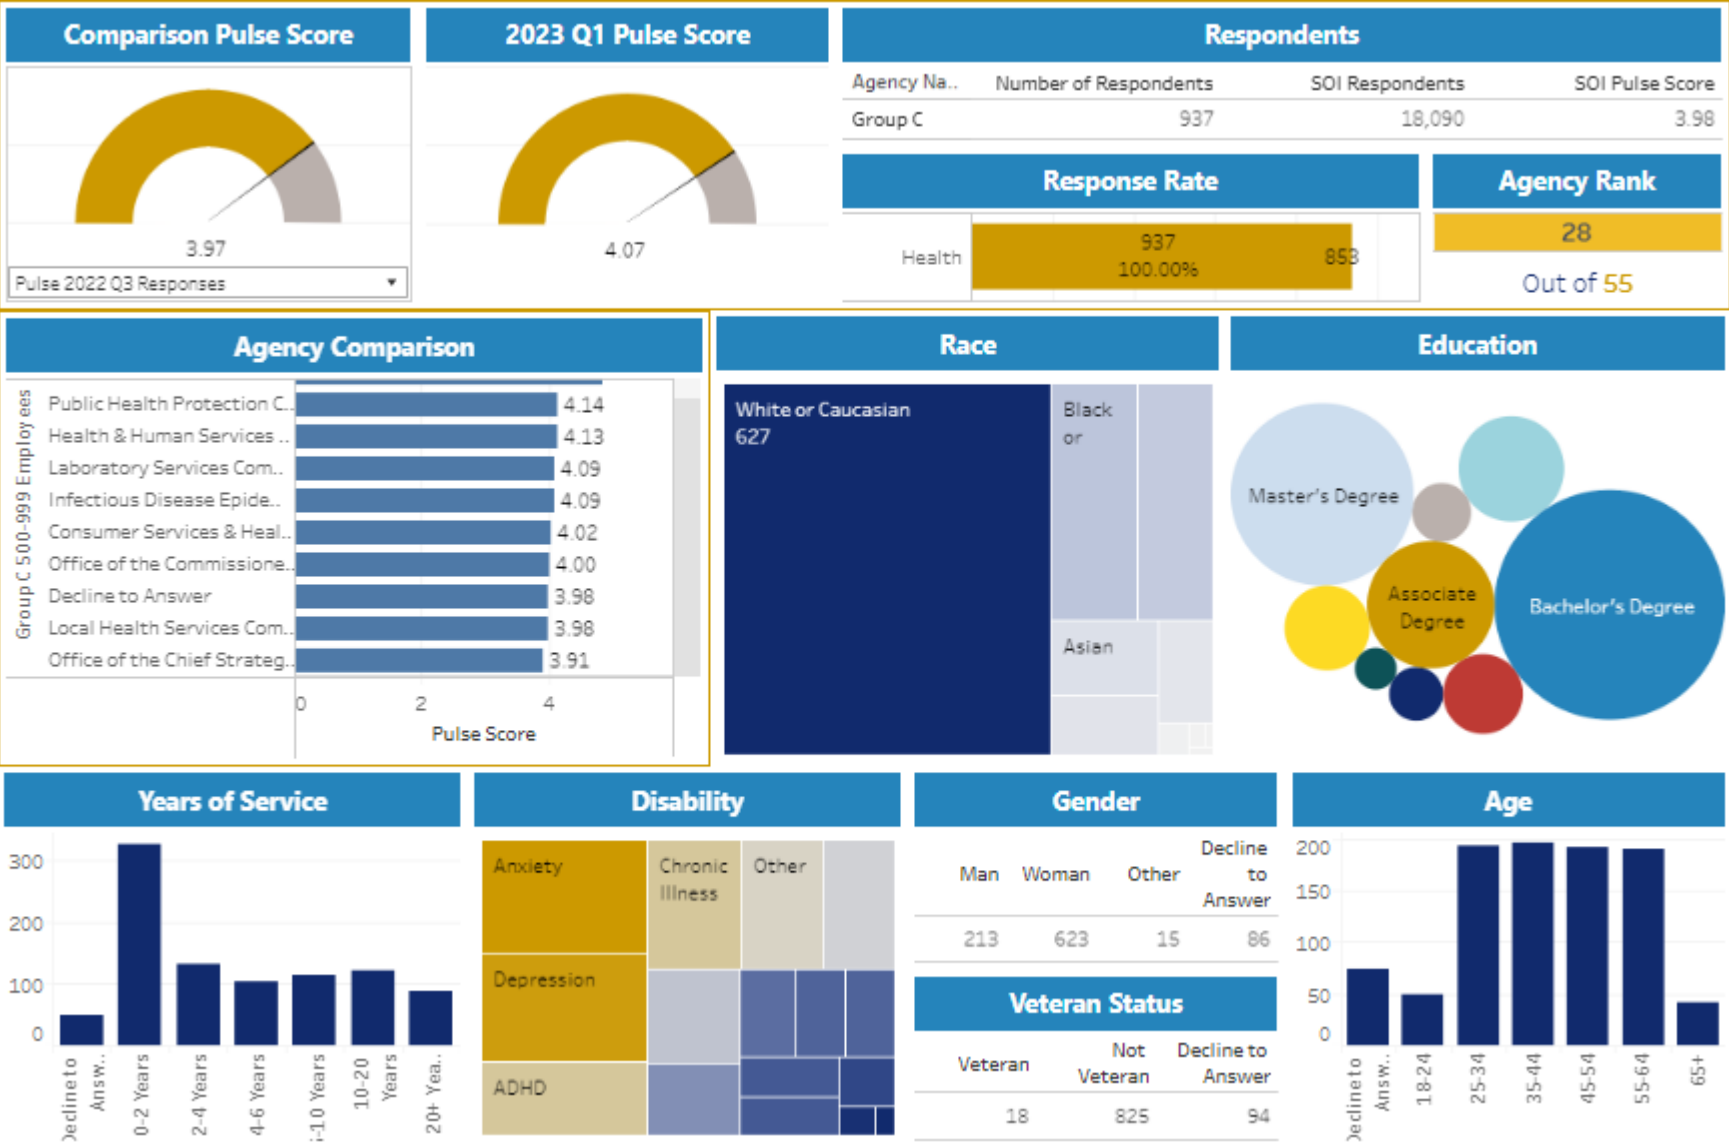 Comparison Pulse Score
3.97
Pulse 2022 Q3 Responses
2023 Q1 Pulse Score
4.07
Respondents
Agency Na.. Number of Respondents SOI Respondents SOI Pulse Score
Group C 937 18,090 3.98
Response Rate
Health
937
100.00%
853
Agency Rank
28
Out of 55
Agency Comparison
Group C 500-999 Employees
Public Health Protection C.. 4.14
Health & Human Services .. 4.13
Laboratory Services Com.. 4.09
Infectious Disease Epide.. 4.09
Consumer Services & Heal.. 4.02
Office of the Commissione.. 4.00
Decline to Answer 3.98
Local Health Services Com.. 3.98
Office of the Chief Strateg.. 3.91
0 2 4
Pulse Score
Race
White or Caucasian
627
Black
or
Asian
Education
Master's Degree
Associate
Degree
Bachelor's Degree
Years of Service
300
200
100
0
Decline to
Answ..
0-2 Years
2-4 Years
4-6 Years
-10 Years
10-20
Years
20+ Yea..
Disability
Anxiety
Depression
ADHD
Chronic
Illness
Other
Gender
Man Woman Other Decline
to
Answer
213 623 15 86
Veteran Status
Veteran Not
Veteran Decline to
Answer
18 825 94
Age
200
150
100
50
0
Decline to
Answ..
18-24
25-34
35-44
45-54
55-64
65+